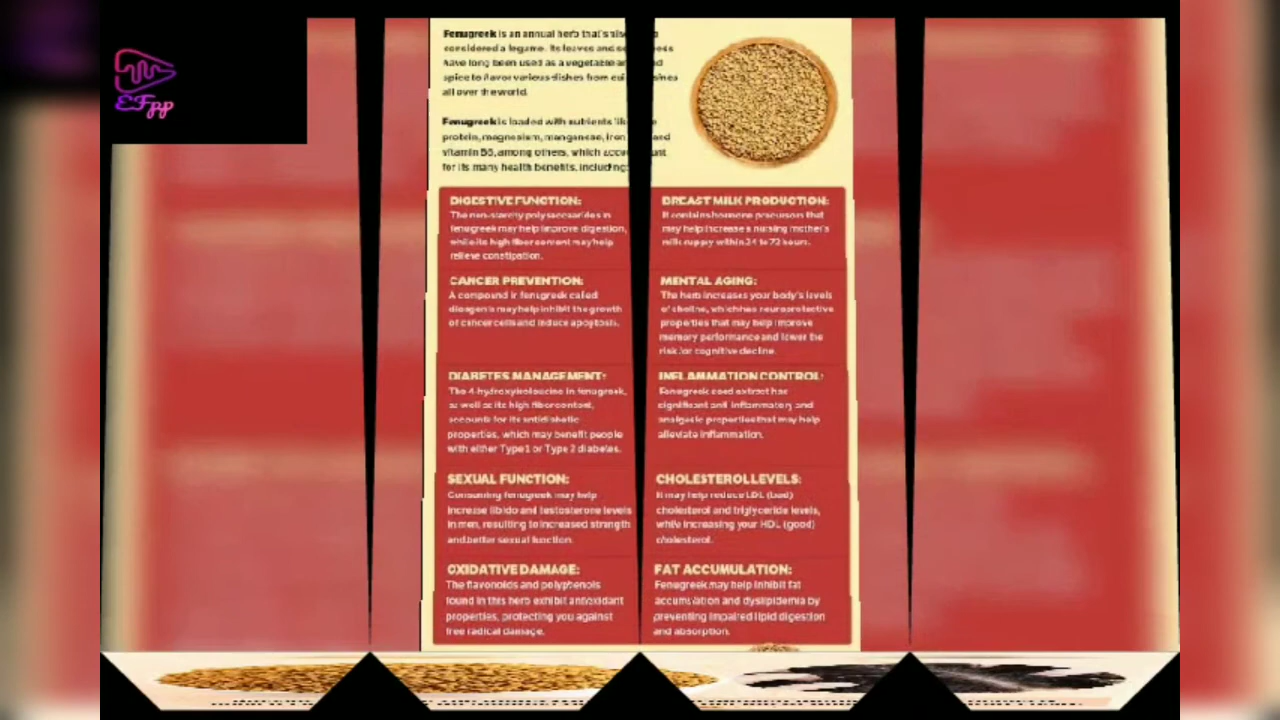 EFpp
Fenugreek is an annual herb that's also
considered a legume. Its leaves and
have long been used as a vegetable and
spice to flavor various dishes from
all over the world.
Fenugreek is loaded with nutrients like
protein, magnesium, manganese, iron and
vitamin B6, among others, which account
for its many health benefits, including:
DIGESTIVE FUNCTION:
The non-starchy polysaccarides in
fenugreek may help improve digestion,
while its high fiber content may help
relieve constipation.
BREAST MILK PRODUCTION:
It contains hormone precursors that
may help increase a nursing mother's
milk supply within 24 to 72 hours.
CANCER PREVENTION:
A compound in fenugreek called
diosgenis may help inhibit the growth
of cancer cells and induce apoptosis.
MENTAL AGING:
The herb increases your body's levels
of choline, which has neuroprotective
properties that may help improve
memory performance and lower the
risk for cognitive decline.
DIABETES MANAGEMENT:
The 4-hydroxyisoleucine in fenugreek,
as well as its high fiber content,
accounts for its antidiabetic
properties, which may benefit people
with either Type 1 or Type 2 diabetes.
INFLAMMATION CONTROL:
Fenugreek seed extract has
significant anti-inflammatory and
analgesic properties that may help
alleviate inflammation.
SEXUAL FUNCTION:
Consuming fenugreek may help
increase libido and testosterone levels
in men, resulting to increased strength
and better sexual function.
CHOLESTEROL LEVELS:
It may help reduce LDL (bad)
cholesterol and triglyceride levels,
while increasing your HDL (good)
cholesterol.
OXIDATIVE DAMAGE:
The flavonoids and polyphenols
found in this herb exhibit antioxidant
properties, protecting you against
free radical damage.
FAT ACCUMULATION:
Fenugreek may help inhibit fat
accumulation and dyslipidemia by
preventing impaired lipid digestion
and absorption.